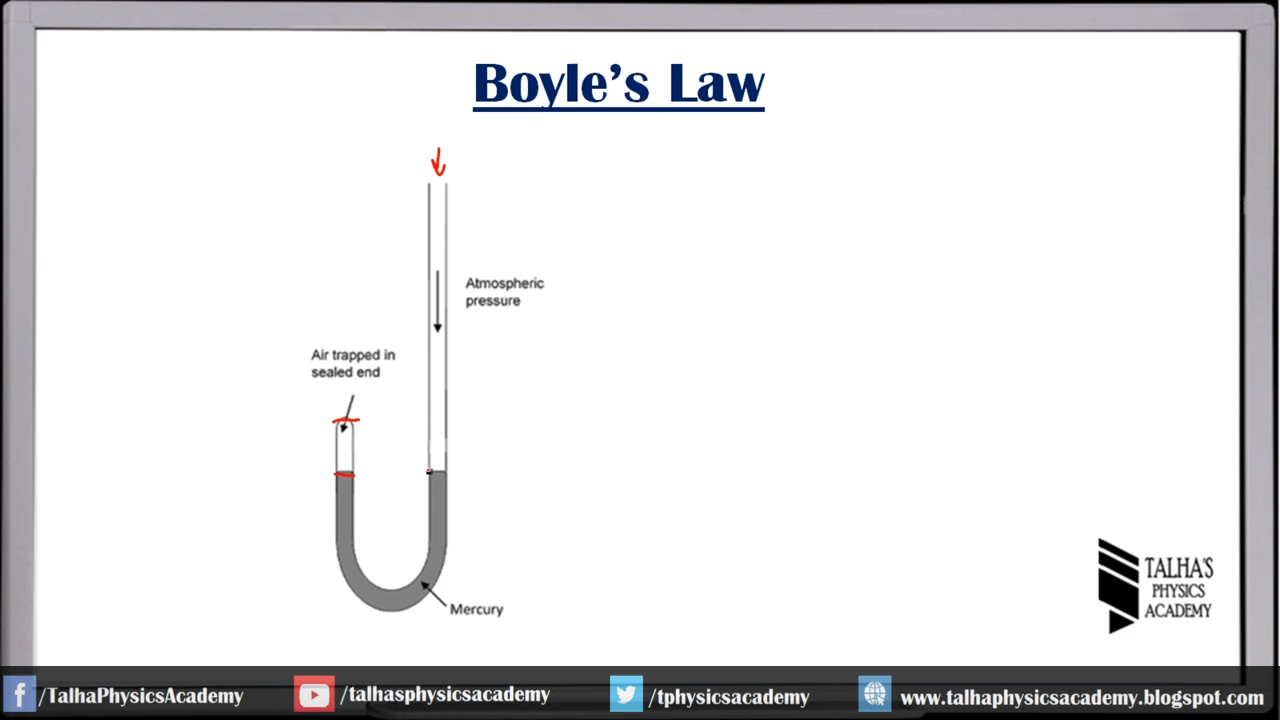 Boyle's Law
Atmospheric
pressure
Air trapped in
sealed end
Mercury
TALHA'S
PHYSICS
ACADEMY
/TalhaPhysicsAcademy
/talhasphysicsacademy
/tphysicsacademy
www.talhaphysicsacademy.blogspot.com